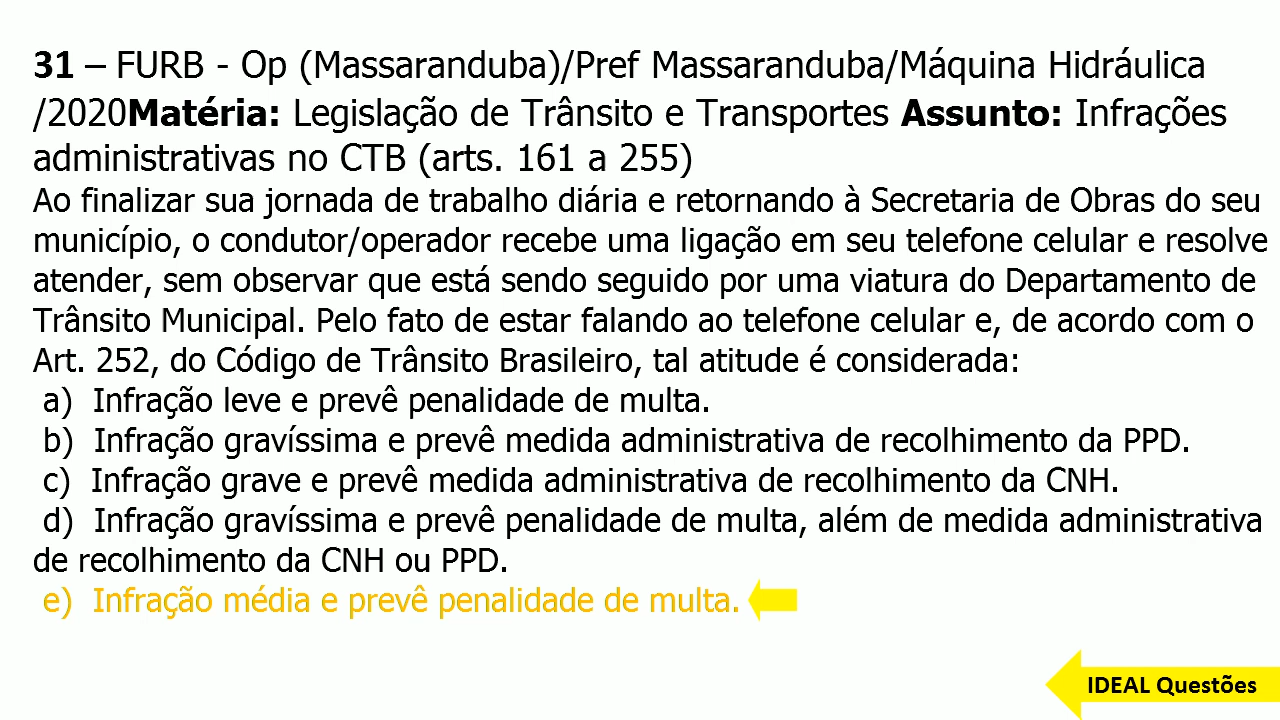 31 – FURB - Op (Massaranduba)/Pref Massaranduba/Máquina Hidráulica
/2020Matéria: Legislação de Trânsito e Transportes Assunto: Infrações
administrativas no CTB (arts. 161 a 255)
Ao finalizar sua jornada de trabalho diária e retornando à Secretaria de Obras do seu
município, o condutor/operador recebe uma ligação em seu telefone celular e resolve
atender, sem observar que está sendo seguido por uma viatura do Departamento de
Trânsito Municipal. Pelo fato de estar falando ao telefone celular e, de acordo com o
Art. 252, do Código de Trânsito Brasileiro, tal atitude é considerada:
a) Infração leve e prevê penalidade de multa.
b) Infração gravíssima e prevê medida administrativa de recolhimento da PPD.
c) Infração grave e prevê medida administrativa de recolhimento da CNH.
d) Infração gravíssima e prevê penalidade de multa, além de medida administrativa
de recolhimento da CNH ou PPD.
e) Infração média e prevê penalidade de multa.
IDEAL Questões